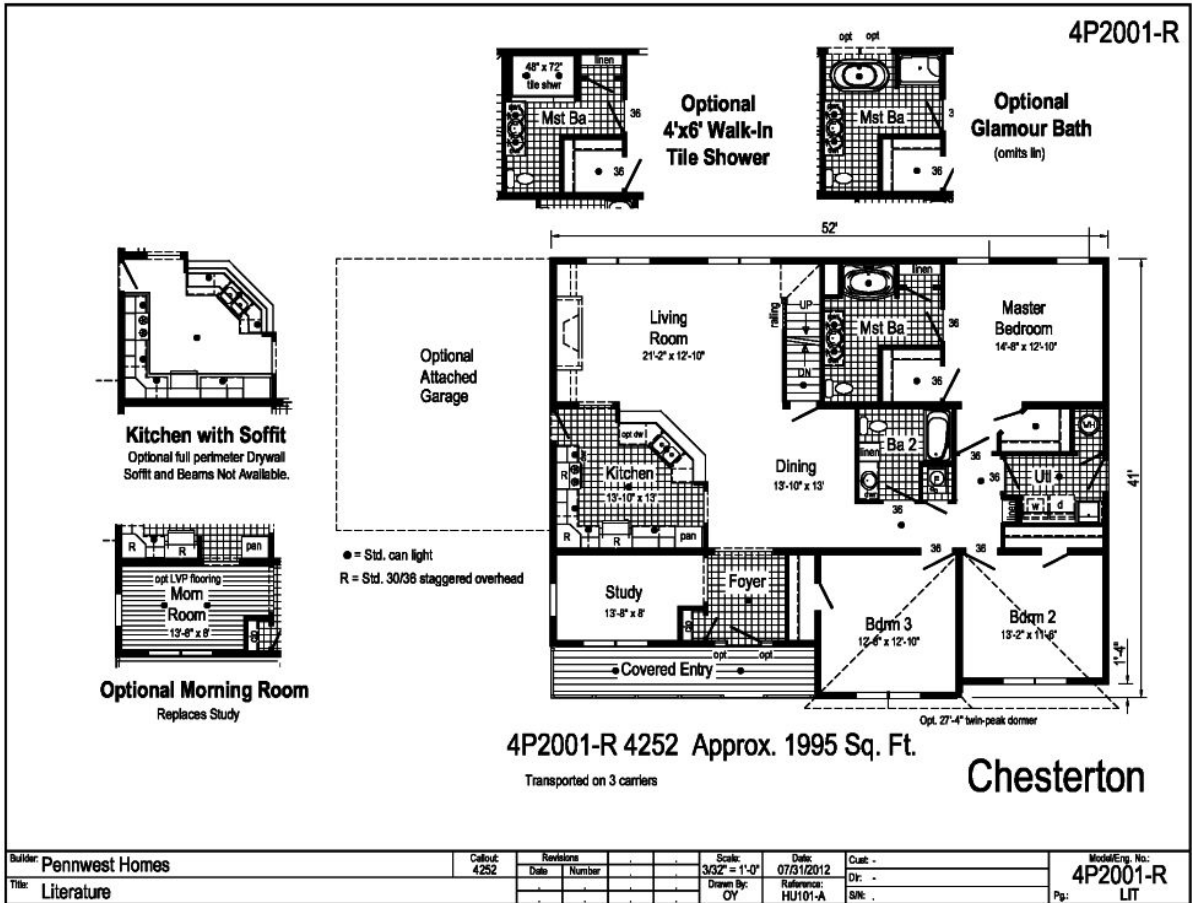 4P2001-R
48" x 72"
tile shwr
linen
Mst Ba
36
36
Optional
4'x6' Walk-In
Tile Shower
opt opt
Mst Ba
36
Optional
Glamour Bath
(omits lin)
52'
41'
1'-4"
Kitchen with Soffit
Optional full perimeter Drywall
Soffit and Beams Not Available.
Optional
Attached
Garage
Living
Room
21'-2" x 12'-10"
railing
UP
DN
linen
Mst Ba
36
36
Master
Bedroom
14'-8" x 12'-10"
opt dw
dw
R
Kitchen
13'-10" x 13'
R
R
pan
Dining
13'-10" x 13'
Ba 2
linen
36
36
36
WH
Utl
w d
linen
36
36
● = Std. can light
R = Std. 30/36 staggered overhead
R
R
pan
opt LVP flooring
Morn
Room
13'-6" x 8'
Optional Morning Room
Replaces Study
Study
13'-8" x 8'
Foyer
opt opt
Covered Entry
Bdrm 3
12'-8" x 12'-10"
Bdrm 2
13'-2" x 11'-6"
Opt. 27'-4" twin-peak dormer
4P2001-R 4252 Approx. 1995 Sq. Ft.
Transported on 3 carriers
Chesterton
Builder: Pennwest Homes
Title: Literature
Callout:
4252
Revisions
Date Number
Scale:
3/32" = 1'-0"
Drawn By:
OY
Date:
07/31/2012
Reference:
HU101-A
Cust: -
Dlr: -
S/N: .
Model/Eng. No.:
4P2001-R
Pg.: LIT